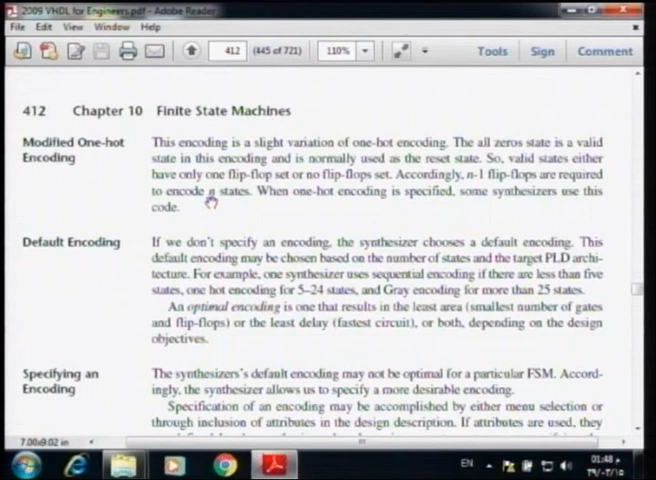 2009 VHDL for Engineers.pdf - Adobe Reader
File Edit View Window Help
412 (445 of 721) 110% Tools Sign Comment
412 Chapter 10 Finite State Machines
Modified One-hot Encoding
This encoding is a slight variation of one-hot encoding. The all zeros state is a valid
state in this encoding and is normally used as the reset state. So, valid states either
have only one flip-flop set or no flip-flops set. Accordingly, n-1 flip-flops are required
to encode n states. When one-hot encoding is specified, some synthesizers use this
code.
Default Encoding
If we don't specify an encoding, the synthesizer chooses a default encoding. This
default encoding may be chosen based on the number of states and the target PLD archi-
tecture. For example, one synthesizer uses sequential encoding if there are less than five
states, one hot encoding for 5–24 states, and Gray encoding for more than 25 states.
An optimal encoding is one that results in the least area (smallest number of gates
and flip-flops) or the least delay (fastest circuit), or both, depending on the design
objectives.
Specifying an Encoding
The synthesizers's default encoding may not be optimal for a particular FSM. Accord-
ingly, the synthesizer allows us to specify a more desirable encoding.
Specification of an encoding may be accomplished by either menu selection or
through inclusion of attributes in the design description. If attributes are used, they
7.00x9.02 in
EN